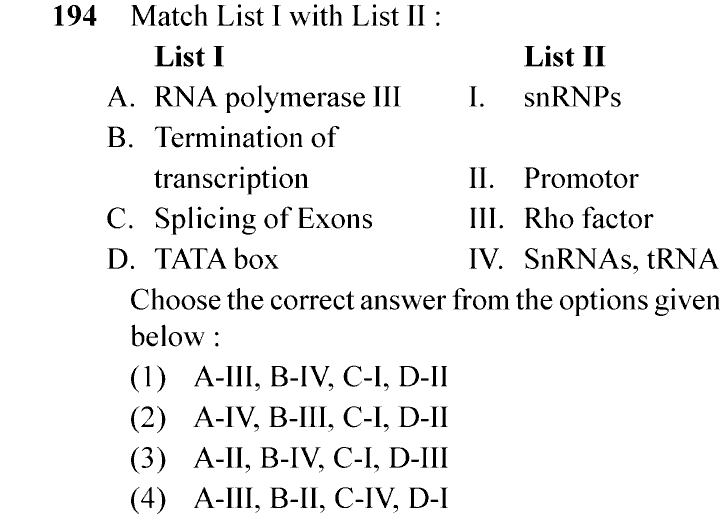 194 Match List I with List II :
List I List II
A. RNA polymerase III I. snRNPs
B. Termination of
transcription II. Promotor
C. Splicing of Exons III. Rho factor
D. TATA box IV. SnRNAs, tRNA
Choose the correct answer from the options given
below :
(1) A-III, B-IV, C-I, D-II
(2) A-IV, B-III, C-I, D-II
(3) A-II, B-IV, C-I, D-III
(4) A-III, B-II, C-IV, D-I